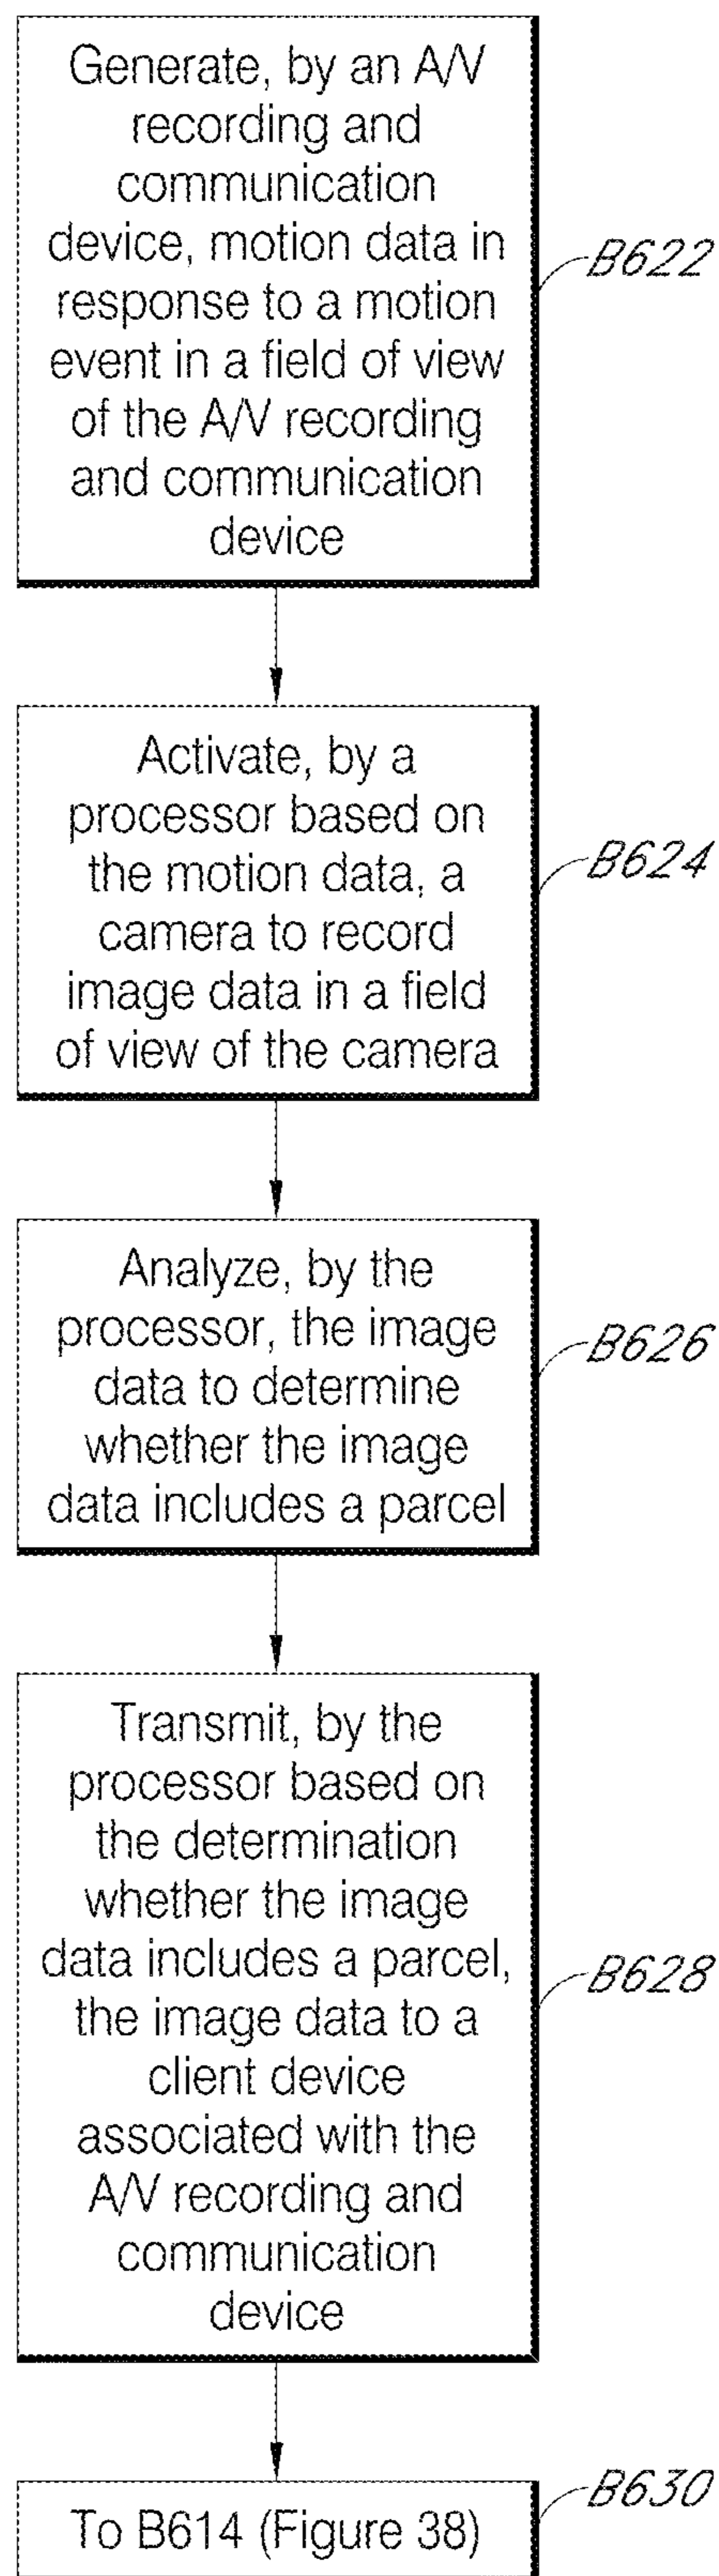 Generate, by an A/V
recording and
communication
device, motion data in
response to a motion
event in a field of view
of the A/V recording
and communication
device
B622
Activate, by a
processor based on
the motion data, a
camera to record
image data in a field
of view of the camera
B624
Analyze, by the
processor, the image
data to determine
whether the image
data includes a parcel
B626
Transmit, by the
processor based on
the determination
whether the image
data includes a parcel,
the image data to a
client device
associated with the
A/V recording and
communication
device
B628
To B614 (Figure 38)
B630